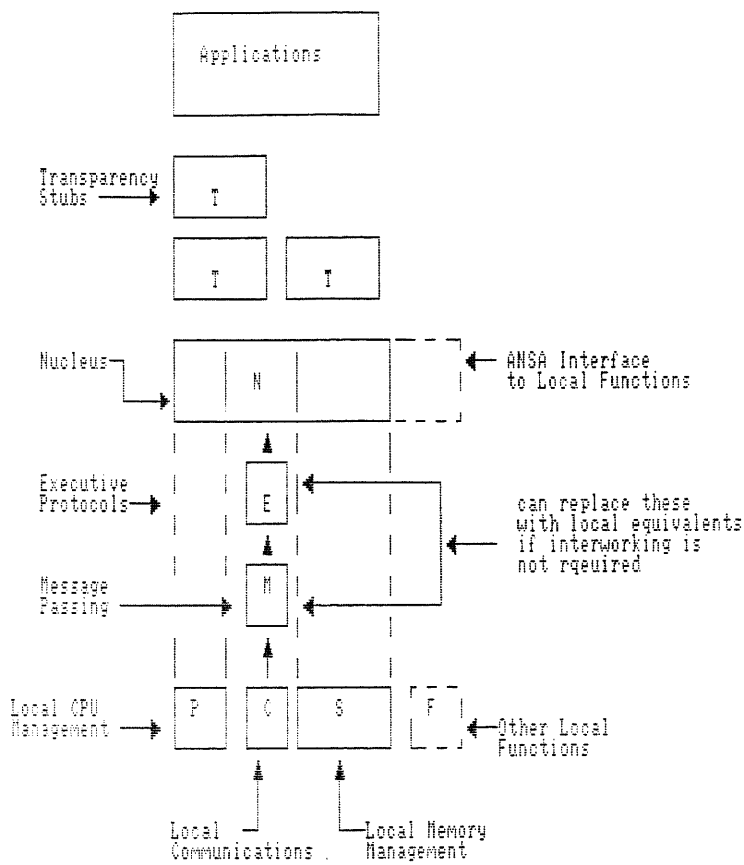 Applications
Transparency
Stubs
T
T
T
Nucleus
N
ANSA Interface
to Local Functions
Executive
Protocols
E
can replace these
with local equivalents
if interworking is
not rqeuired
Message
Passing
M
Local CPU
Management
P
C
S
F
Other Local
Functions
Local
Communications
Local Memory
Management